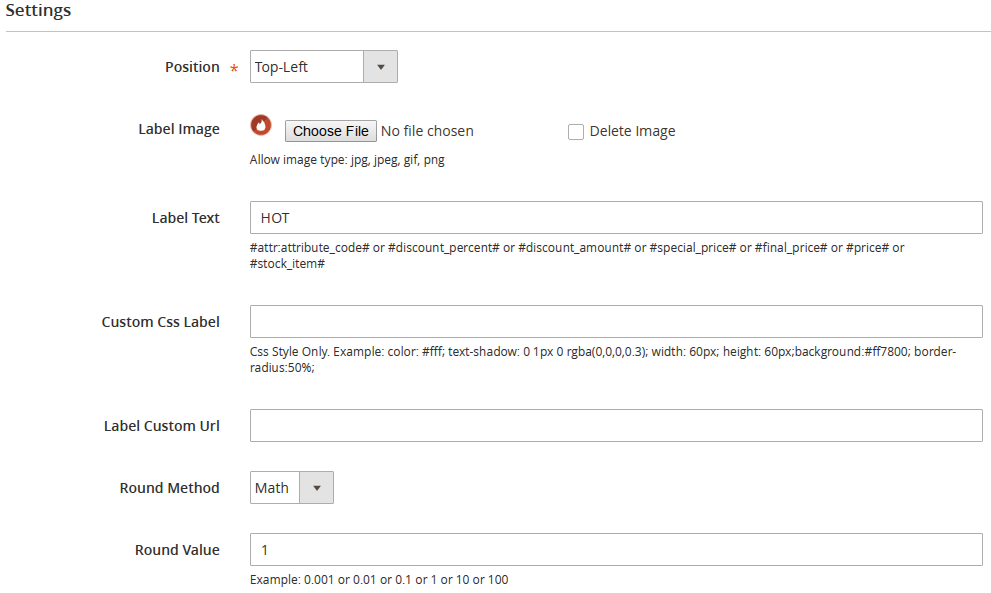 Settings
Position * Top-Left
Label Image Choose File No file chosen Delete Image
Allow image type: jpg, jpeg, gif, png
Label Text HOT
#attr:attribute_code# or #discount_percent# or #discount_amount# or #special_price# or #final_price# or #price# or
#stock_item#
Custom Css Label
Css Style Only. Example: color: #fff; text-shadow: 0 1px 0 rgba(0,0,0,0.3); width: 60px; height: 60px;background:#ff7800; border-
radius:50%;
Label Custom Url
Round Method Math
Round Value 1
Example: 0.001 or 0.01 or 0.1 or 1 or 10 or 100